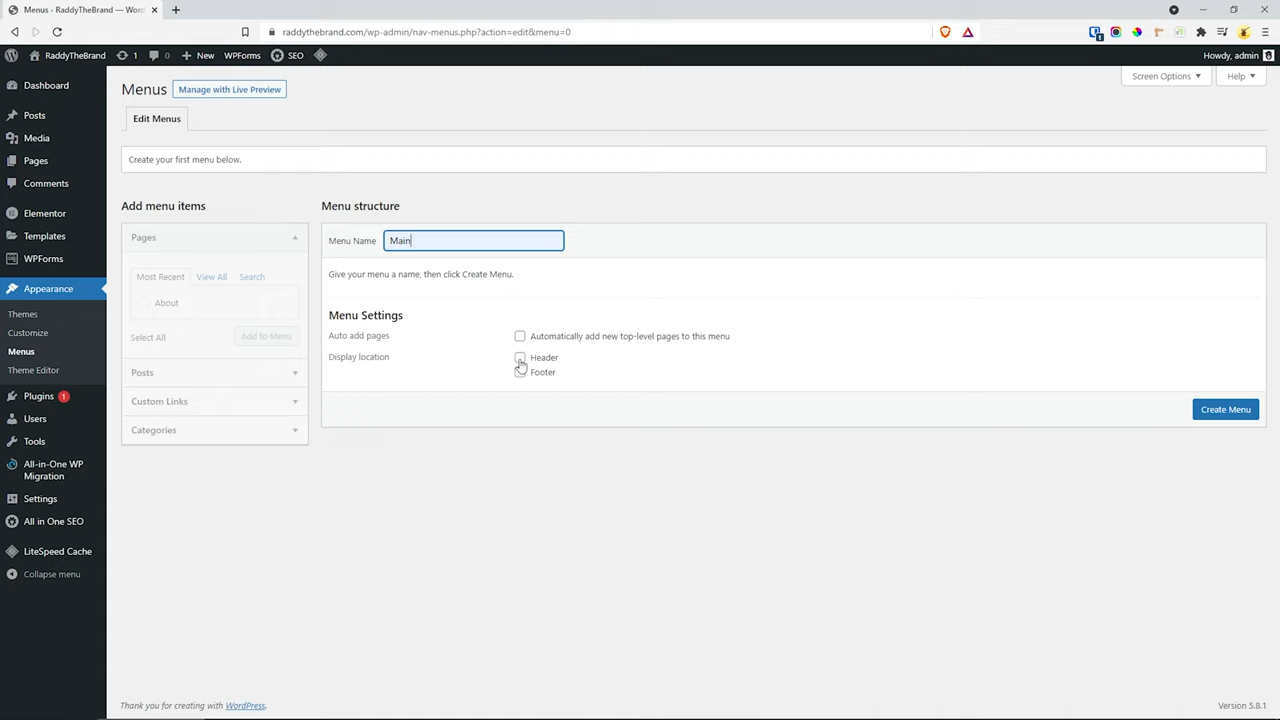 Menus ‹ RaddyTheBrand — Word
raddythebrand.com/wp-admin/nav-menus.php?action=edit&menu=0
RaddyTheBrand 1 0 New WPForms SEO Howdy, admin
Dashboard
Posts
Media
Pages
Comments
Elementor
Templates
WPForms
Appearance
Themes
Customize
Menus
Theme Editor
Plugins 1
Users
Tools
All-in-One WP
Migration
Settings
All in One SEO
LiteSpeed Cache
Collapse menu
Screen Options Help
Menus Manage with Live Preview
Edit Menus
Create your first menu below.
Add menu items
Pages
Most Recent View All Search
About
Select All Add to Menu
Posts
Custom Links
Categories
Menu structure
Menu Name Main
Give your menu a name, then click Create Menu.
Menu Settings
Auto add pages Automatically add new top-level pages to this menu
Display location Header
Footer
Create Menu
Thank you for creating with WordPress. Version 5.8.1